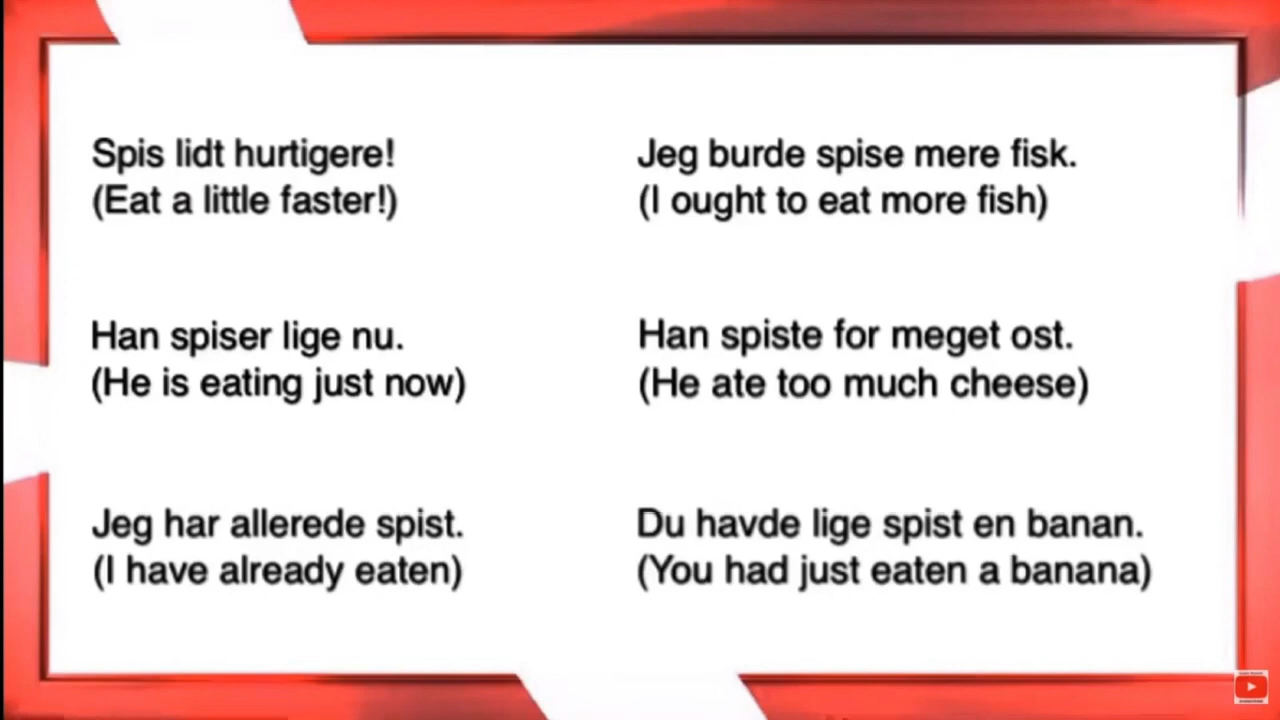 Spis lidt hurtigere!
(Eat a little faster!)
Jeg burde spise mere fisk.
(I ought to eat more fish)
Han spiser lige nu.
(He is eating just now)
Han spiste for meget ost.
(He ate too much cheese)
Jeg har allerede spist.
(I have already eaten)
Du havde lige spist en banan.
(You had just eaten a banana)